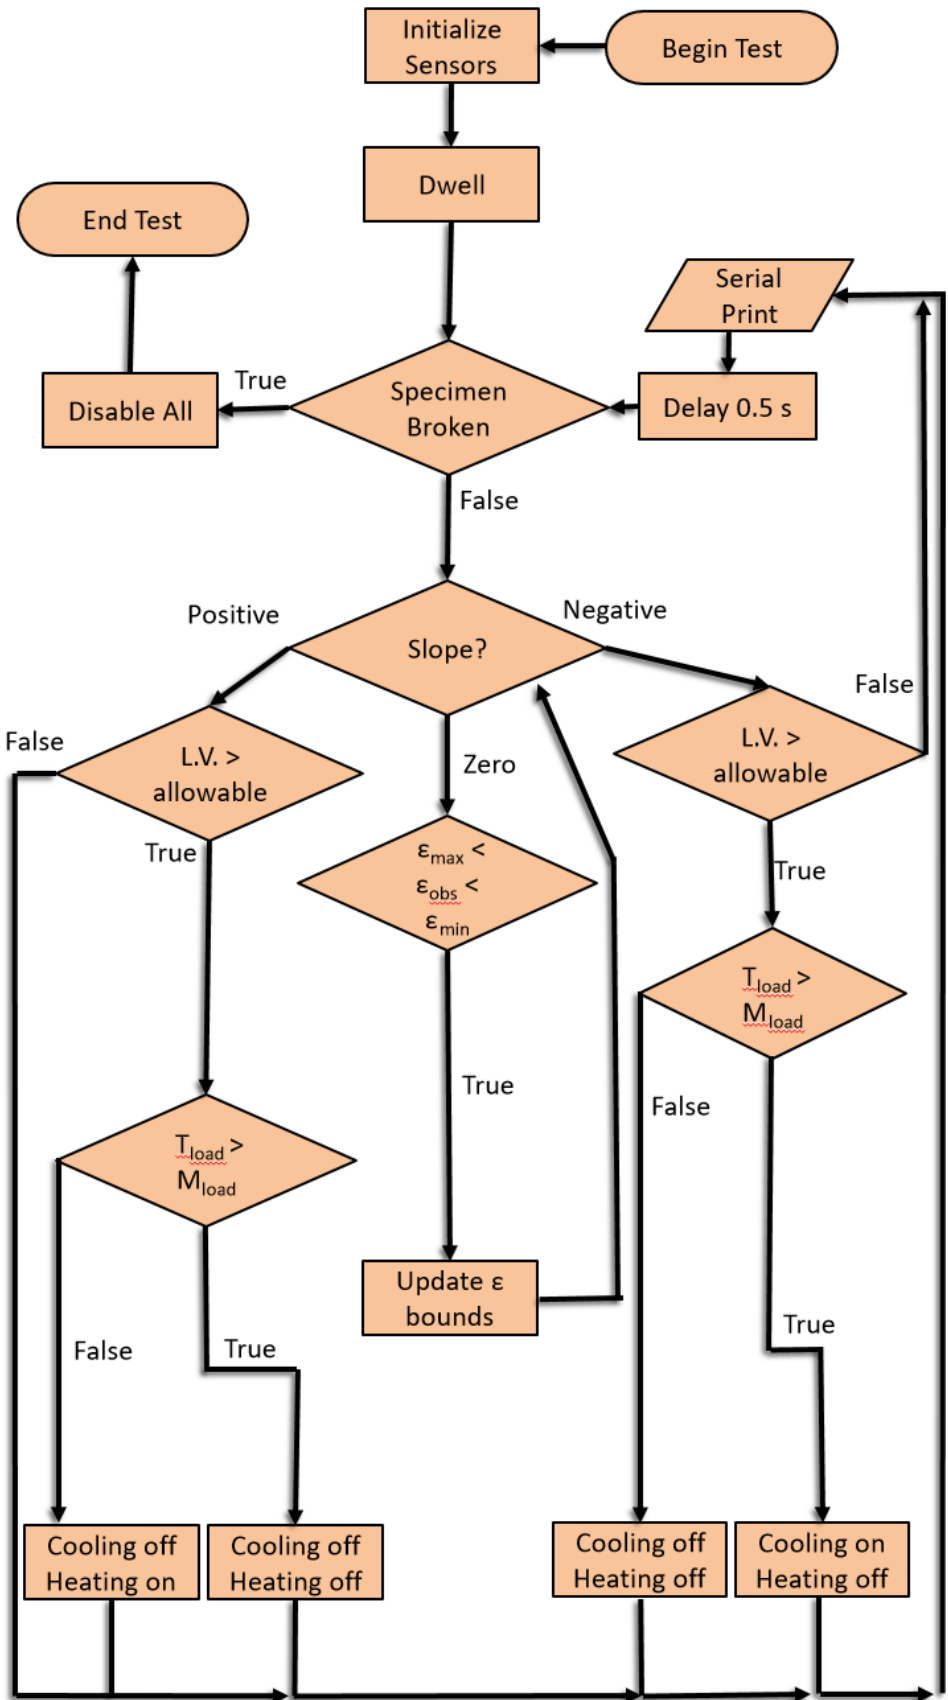 Initialize
Sensors
Begin Test
Dwell
End Test
Serial
Print
True
Disable All
Specimen
Broken
Delay 0.5 s
False
Positive
Negative
Slope?
False
False
L.V. >
allowable
L.V. >
allowable
Zero
True
εmax <
εobs <
εmin
True
Tload >
Mload
True
False
Tload >
Mload
Update ε
bounds
False
True
True
Cooling off
Heating on
Cooling off
Heating off
Cooling off
Heating off
Cooling on
Heating off